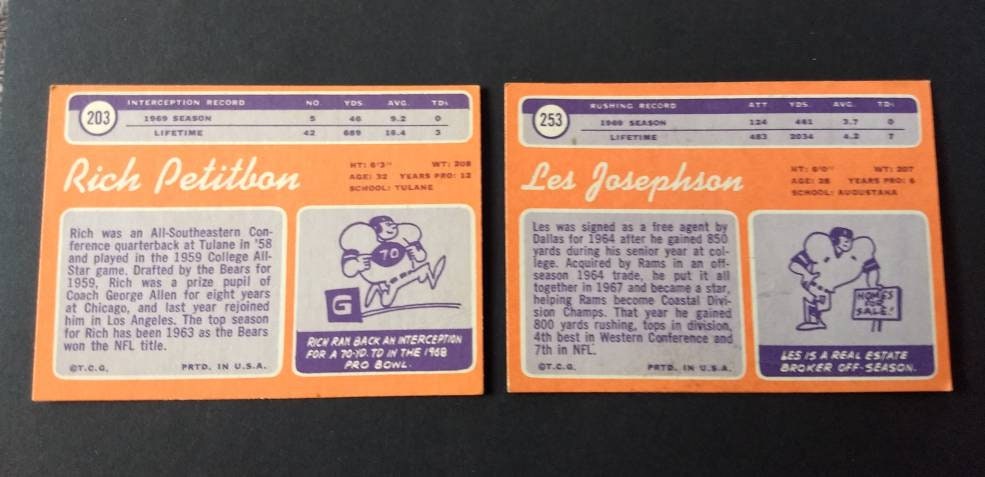 203
INTERCEPTION RECORD NO YDS. AVG. TDs
1969 SEASON 5 46 9.2 0
LIFETIME 42 689 16.4 3
Rich Petitbon
HT: 6'3" WT: 208
AGE: 32 YEARS PRO: 12
SCHOOL: TULANE
Rich was an All-Southeastern Con-
ference quarterback at Tulane in '58
and played in the 1959 College All-
Star game. Drafted by the Bears for
1959, Rich was a prize pupil of
Coach George Allen for eight years
at Chicago, and last year rejoined
him in Los Angeles. The top season
for Rich has been 1963 as the Bears
won the NFL title.
©T.C.G. PRTD. IN U.S.A.
70
G
RICH RAN BACK AN INTERCEPTION
FOR A 70-YD. TD IN THE 1968
PRO BOWL.
253
RUSHING RECORD ATT YDS. AVG. TDs
1969 SEASON 124 461 3.7 0
LIFETIME 483 2034 4.2 7
Les Josephson
HT: 6'0" WT: 207
AGE: 28 YEARS PRO: 6
SCHOOL: AUGUSTANA
Les was signed as a free agent by
Dallas for 1964 after he gained 850
yards during his senior year at col-
lege. Acquired by Rams in an off-
season 1964 trade, he put it all
together in 1967 and became a star,
helping Rams become Coastal Divi-
sion Champs. That year he gained
800 yards rushing, tops in division,
4th best in Western Conference and
7th in NFL.
©T.C.G. PRTD. IN U.S.A.
HOMES
FOR
SALE!
LES IS A REAL ESTATE
BROKER OFF-SEASON.